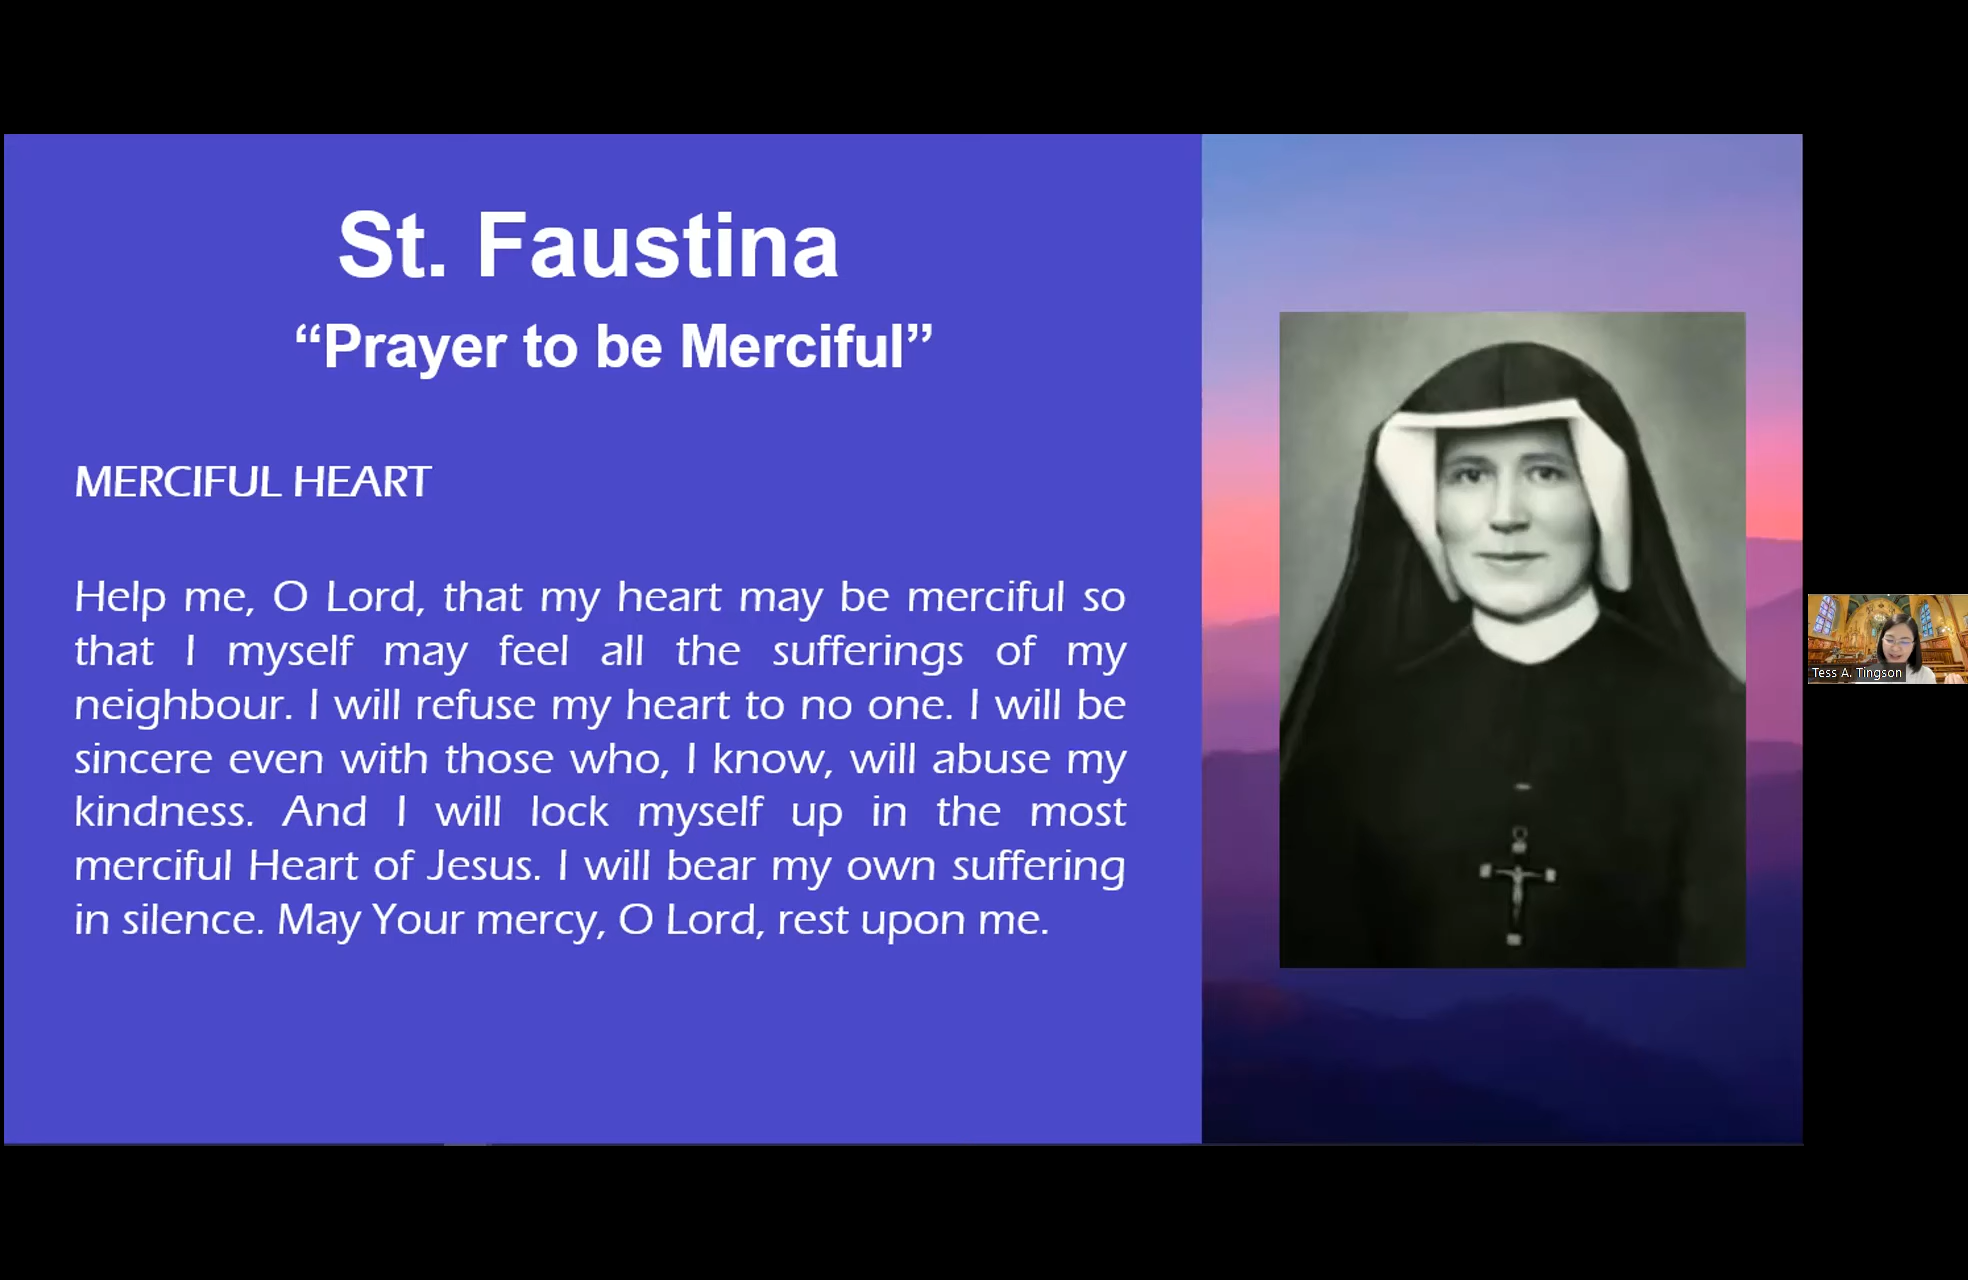 St. Faustina
“Prayer to be Merciful”
MERCIFUL HEART
Help me, O Lord, that my heart may be merciful so
that I myself may feel all the sufferings of my
neighbour. I will refuse my heart to no one. I will be
sincere even with those who, I know, will abuse my
kindness. And I will lock myself up in the most
merciful Heart of Jesus. I will bear my own suffering
in silence. May Your mercy, O Lord, rest upon me.
Tess A. Tingson